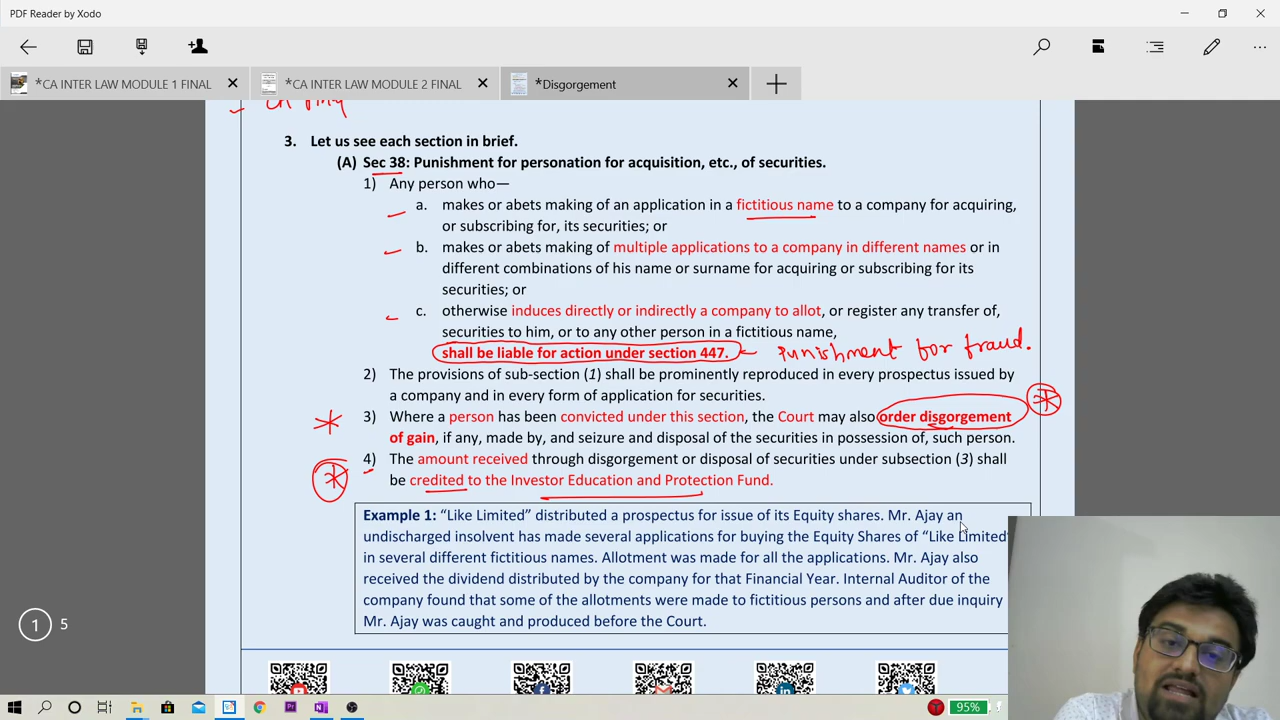 PDF Reader by Xodo
*CA INTER LAW MODULE 1 FINAL
*CA INTER LAW MODULE 2 FINAL
*Disgorgement
3. Let us see each section in brief.
(A) Sec 38: Punishment for personation for acquisition, etc., of securities.
1) Any person who—
a. makes or abets making of an application in a fictitious name to a company for acquiring,
or subscribing for, its securities; or
b. makes or abets making of multiple applications to a company in different names or in
different combinations of his name or surname for acquiring or subscribing for its
securities; or
c. otherwise induces directly or indirectly a company to allot, or register any transfer of,
securities to him, or to any other person in a fictitious name,
shall be liable for action under section 447. Punishment for fraud.
2) The provisions of sub-section (1) shall be prominently reproduced in every prospectus issued by
a company and in every form of application for securities.
3) Where a person has been convicted under this section, the Court may also order disgorgement
of gain, if any, made by, and seizure and disposal of the securities in possession of, such person.
4) The amount received through disgorgement or disposal of securities under subsection (3) shall
be credited to the Investor Education and Protection Fund.
Example 1: “Like Limited” distributed a prospectus for issue of its Equity shares. Mr. Ajay an
undischarged insolvent has made several applications for buying the Equity Shares of “Like Limited”
in several different fictitious names. Allotment was made for all the applications. Mr. Ajay also
received the dividend distributed by the company for that Financial Year. Internal Auditor of the
company found that some of the allotments were made to fictitious persons and after due inquiry
Mr. Ajay was caught and produced before the Court.
1 5
95%